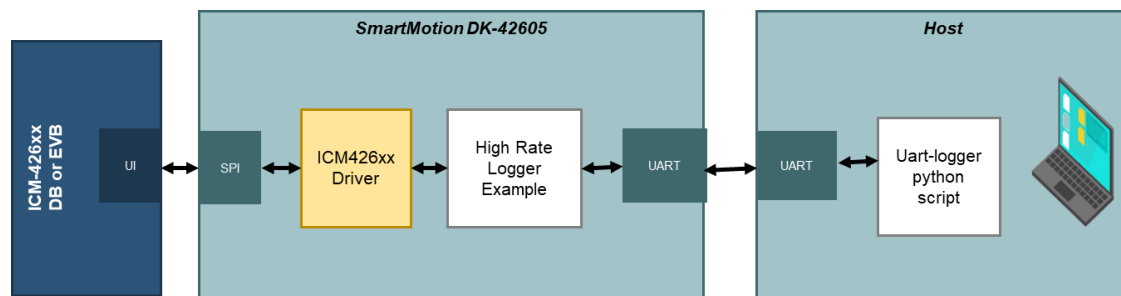 ICM-426xx
DB or EVB
UI
SmartMotion DK-42605
SPI
ICM426xx
Driver
High Rate
Logger
Example
UART
Host
UART
Uart-logger
python
script